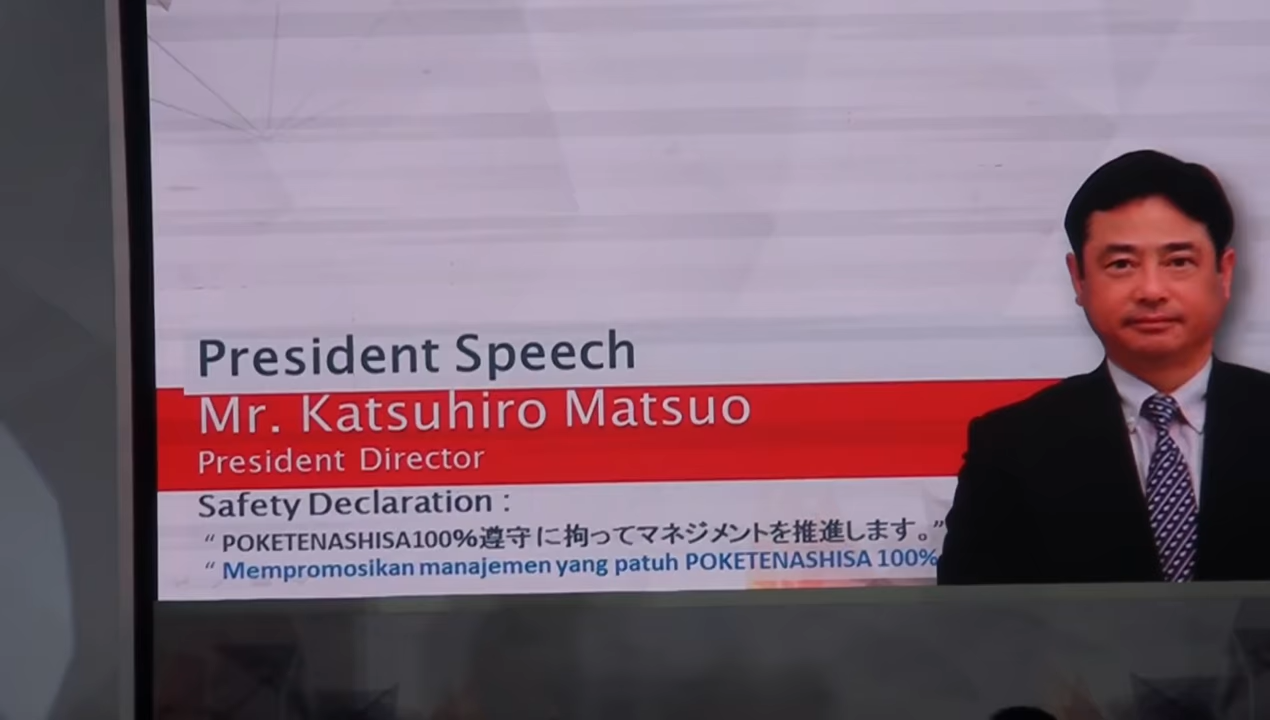 President Speech
Mr. Katsuhiro Matsuo
President Director
Safety Declaration :
“ POKETENASHISA100%遵守に拘ってマネジメントを推進します。”
“ Mempromosikan manajemen yang patuh POKETENASHISA 100%